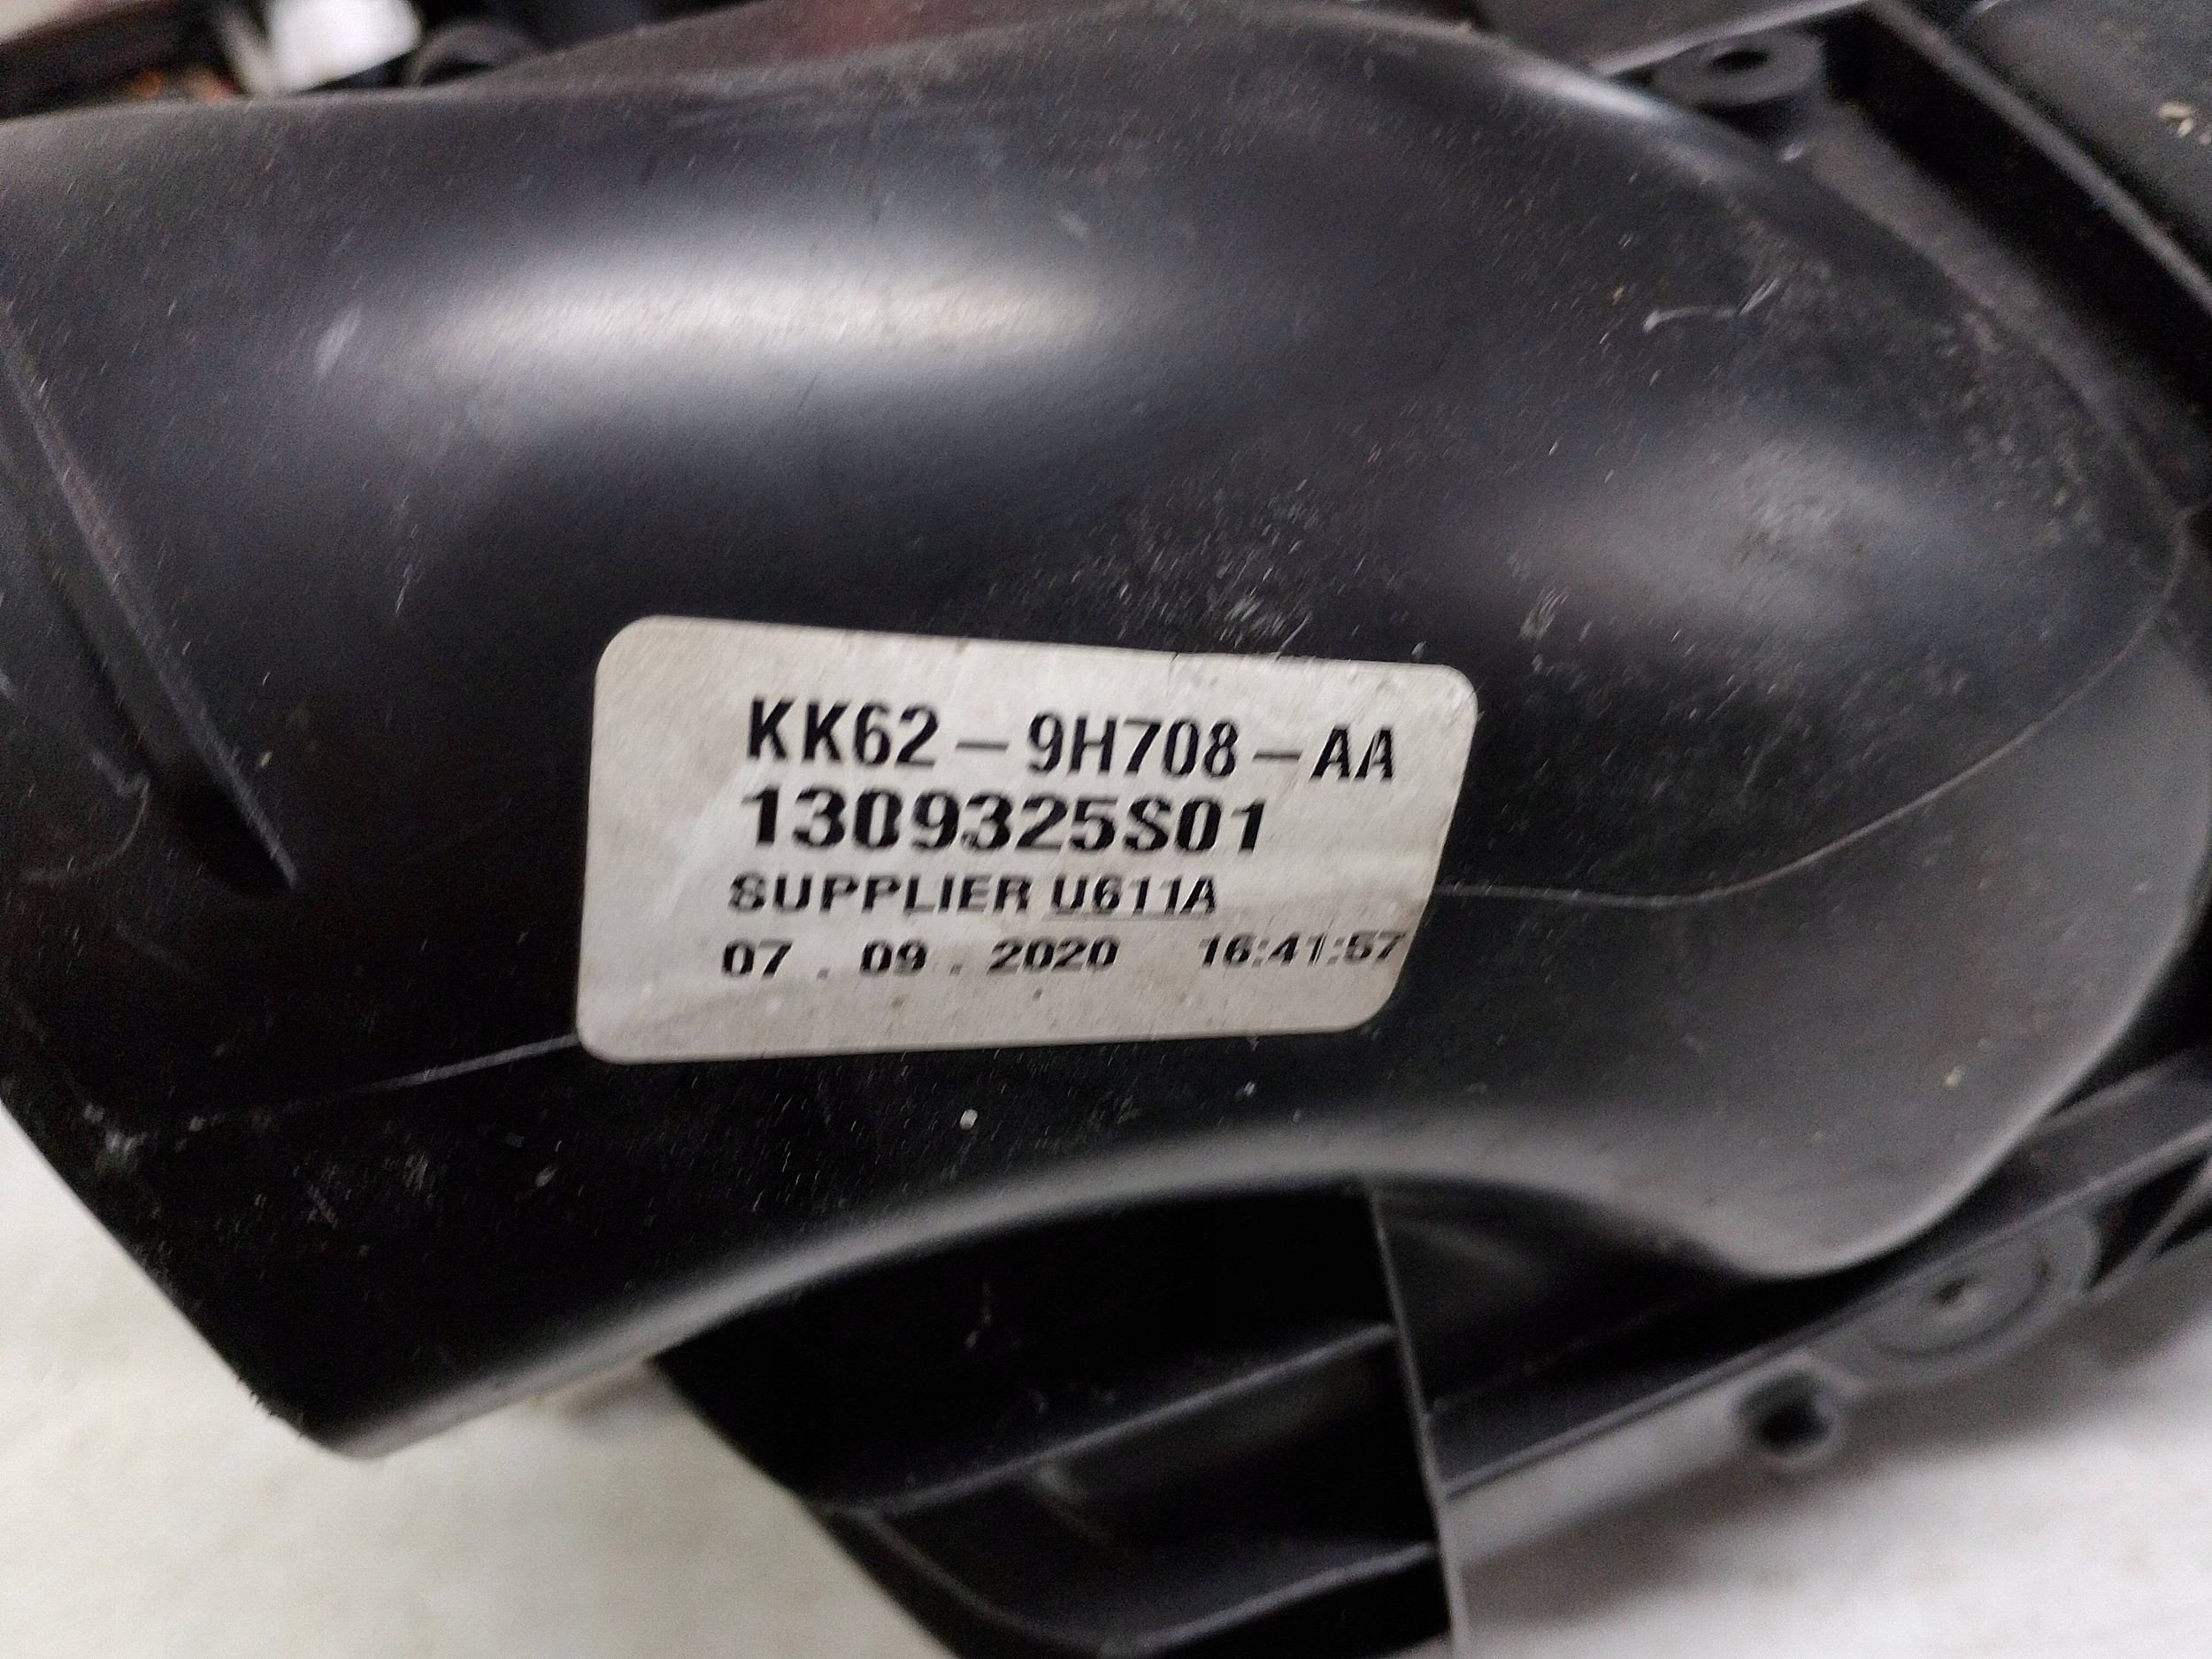 KK62-9H708-AA
1309325S01
SUPPLIER U611A
07 . 09 . 2020 16:41:57